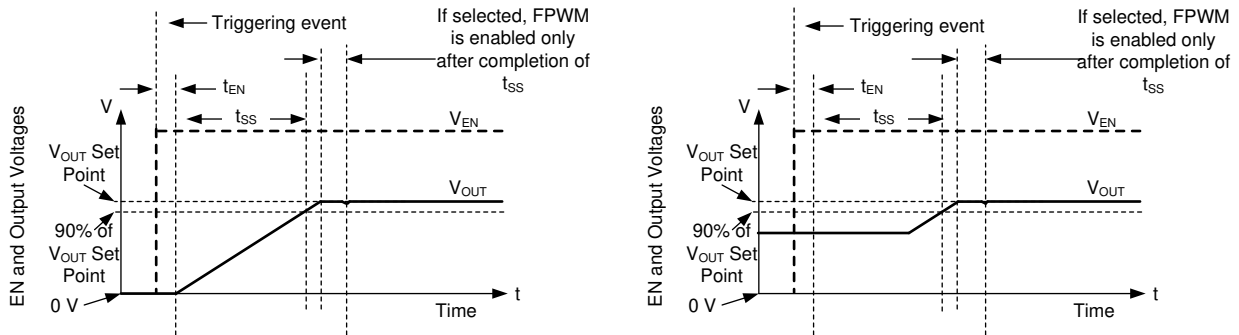 Triggering event
If selected, FPWM
is enabled only
after completion of
tSS
tEN
V
tSS
VEN
EN and Output Voltages
VOUT Set
Point
VOUT
90% of
VOUT Set
Point
0 V
t
Time
Triggering event
If selected, FPWM
is enabled only
after completion of
tSS
tEN
V
tSS
VEN
EN and Output Voltages
VOUT Set
Point
VOUT
90% of
VOUT Set
Point
0 V
t
Time